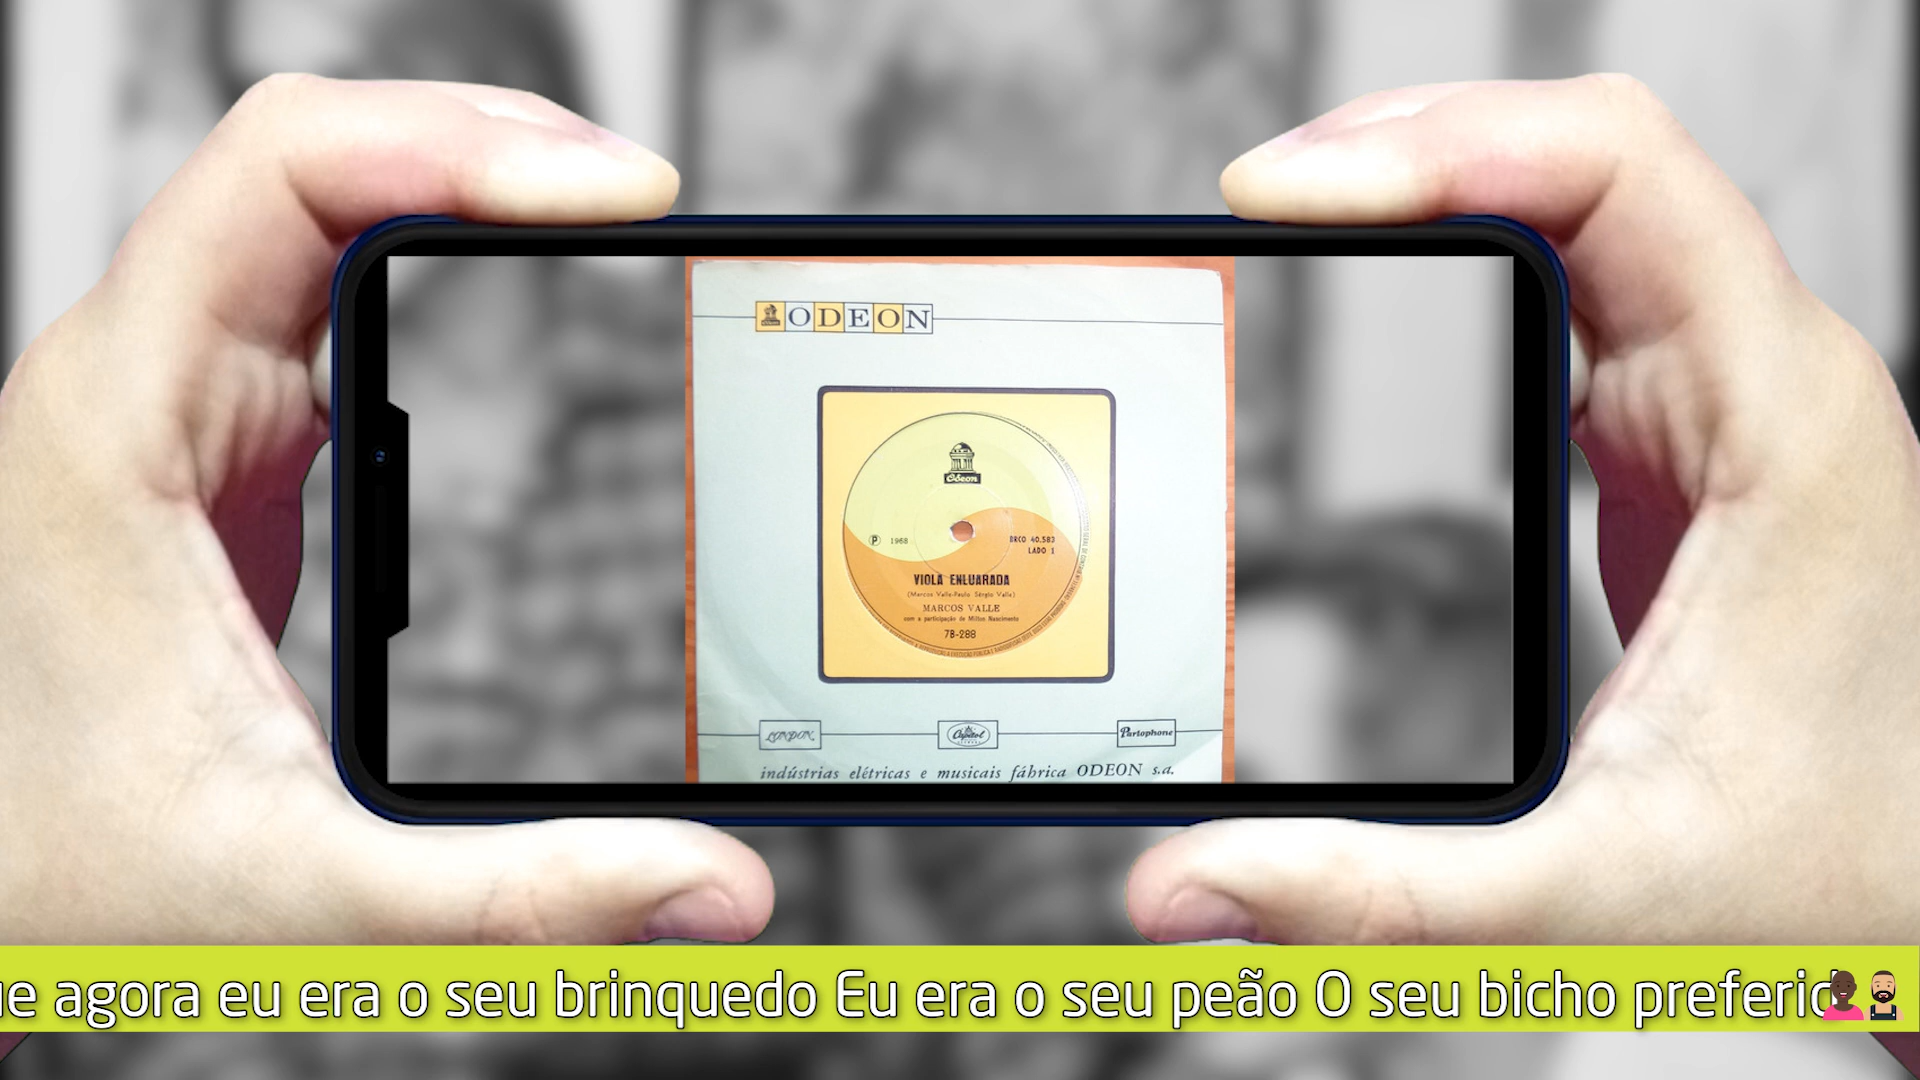 ODEON
Odeon
P 1968
BRCO 40.583
LADO 1
VIOLA ENLUARADA
(Marcos Valle-Paulo Sérgio Valle)
MARCOS VALLE
com a participação de Milton Nascimento
7B-288
LONDON
Capitol
Parlophone
indústrias elétricas e musicais fábrica ODEON s.a.
ue agora eu era o seu brinquedo Eu era o seu peão O seu bicho preferid